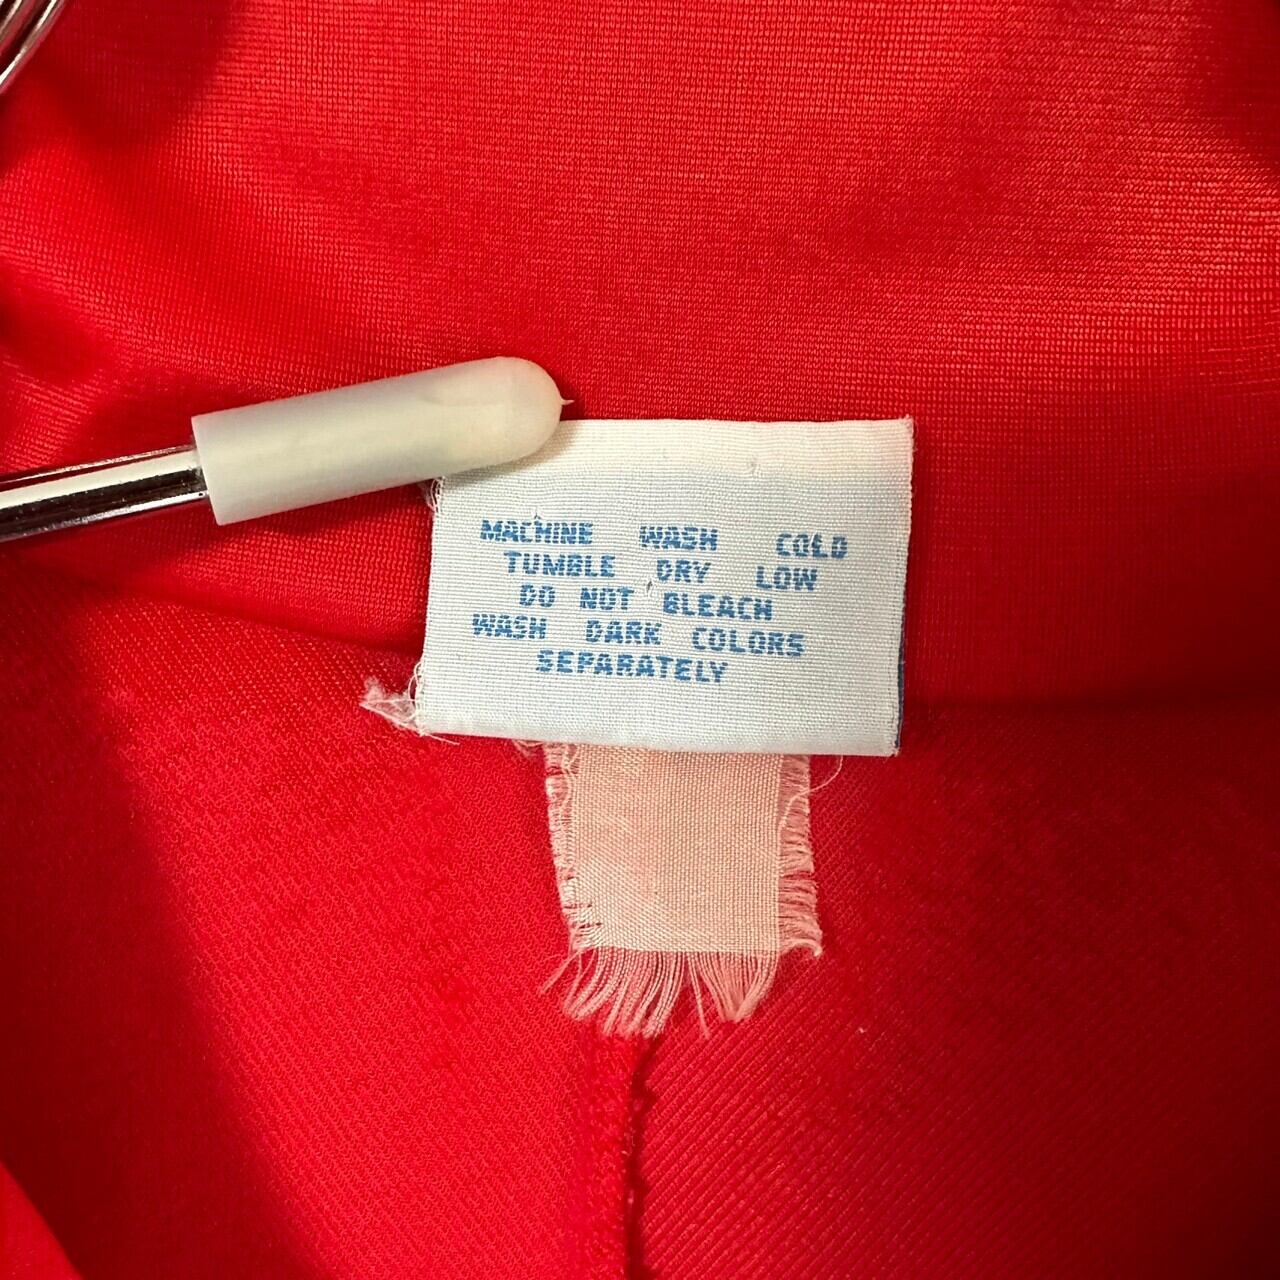 MACHINE WASH COLD
TUMBLE DRY LOW
DO NOT BLEACH
WASH DARK COLORS
SEPARATELY